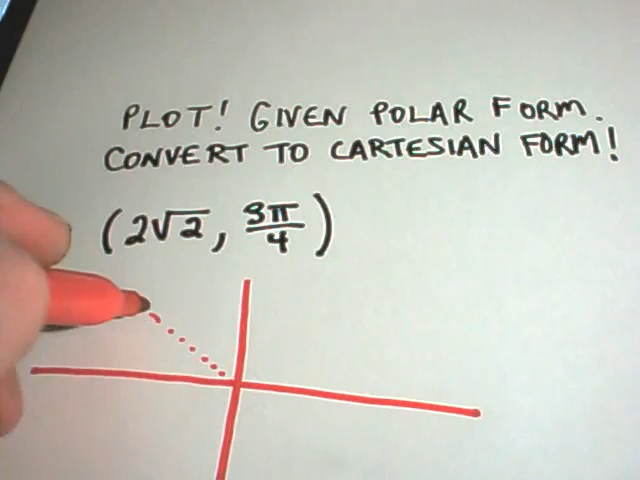 PLOT! GIVEN POLAR FORM.
CONVERT TO CARTESIAN FORM!
(2√2, 3π/4)